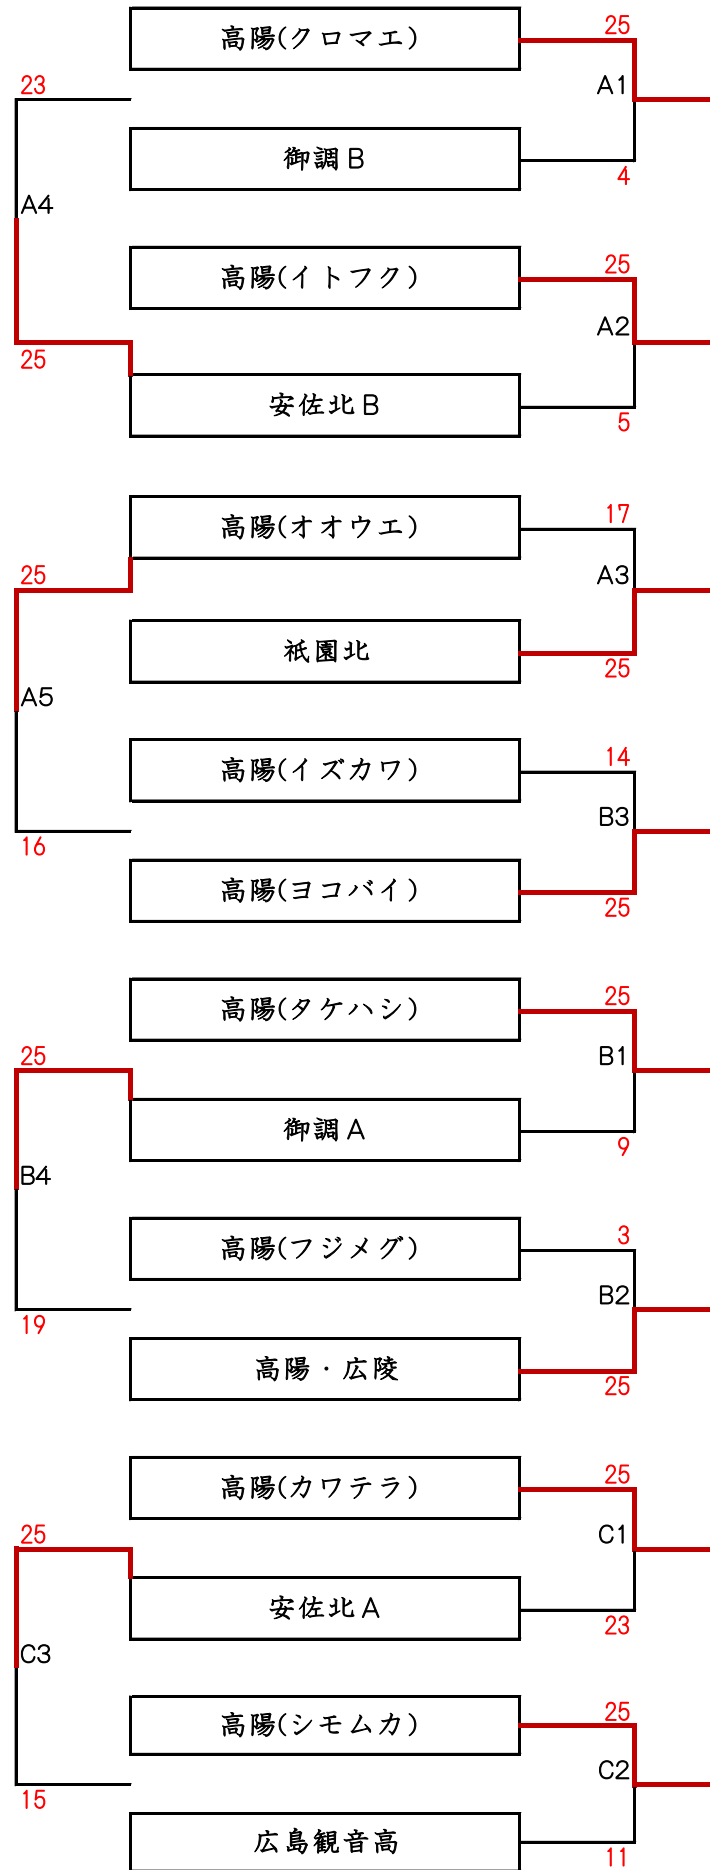 高陽(クロマエ)
25
23
A1
御調B
4
A4
高陽(イトフク)
25
A2
25
安佐北B
5
高陽(オオウエ)
17
25
A3
祇園北
25
A5
高陽(イズカワ)
14
B3
16
高陽(ヨコバイ)
25
高陽(タケハシ)
25
25
B1
御調A
9
B4
高陽(フジメグ)
3
B2
19
高陽・広陵
25
高陽(カワテラ)
25
25
C1
安佐北A
23
C3
高陽(シモムカ)
25
C2
15
広島観音高
11